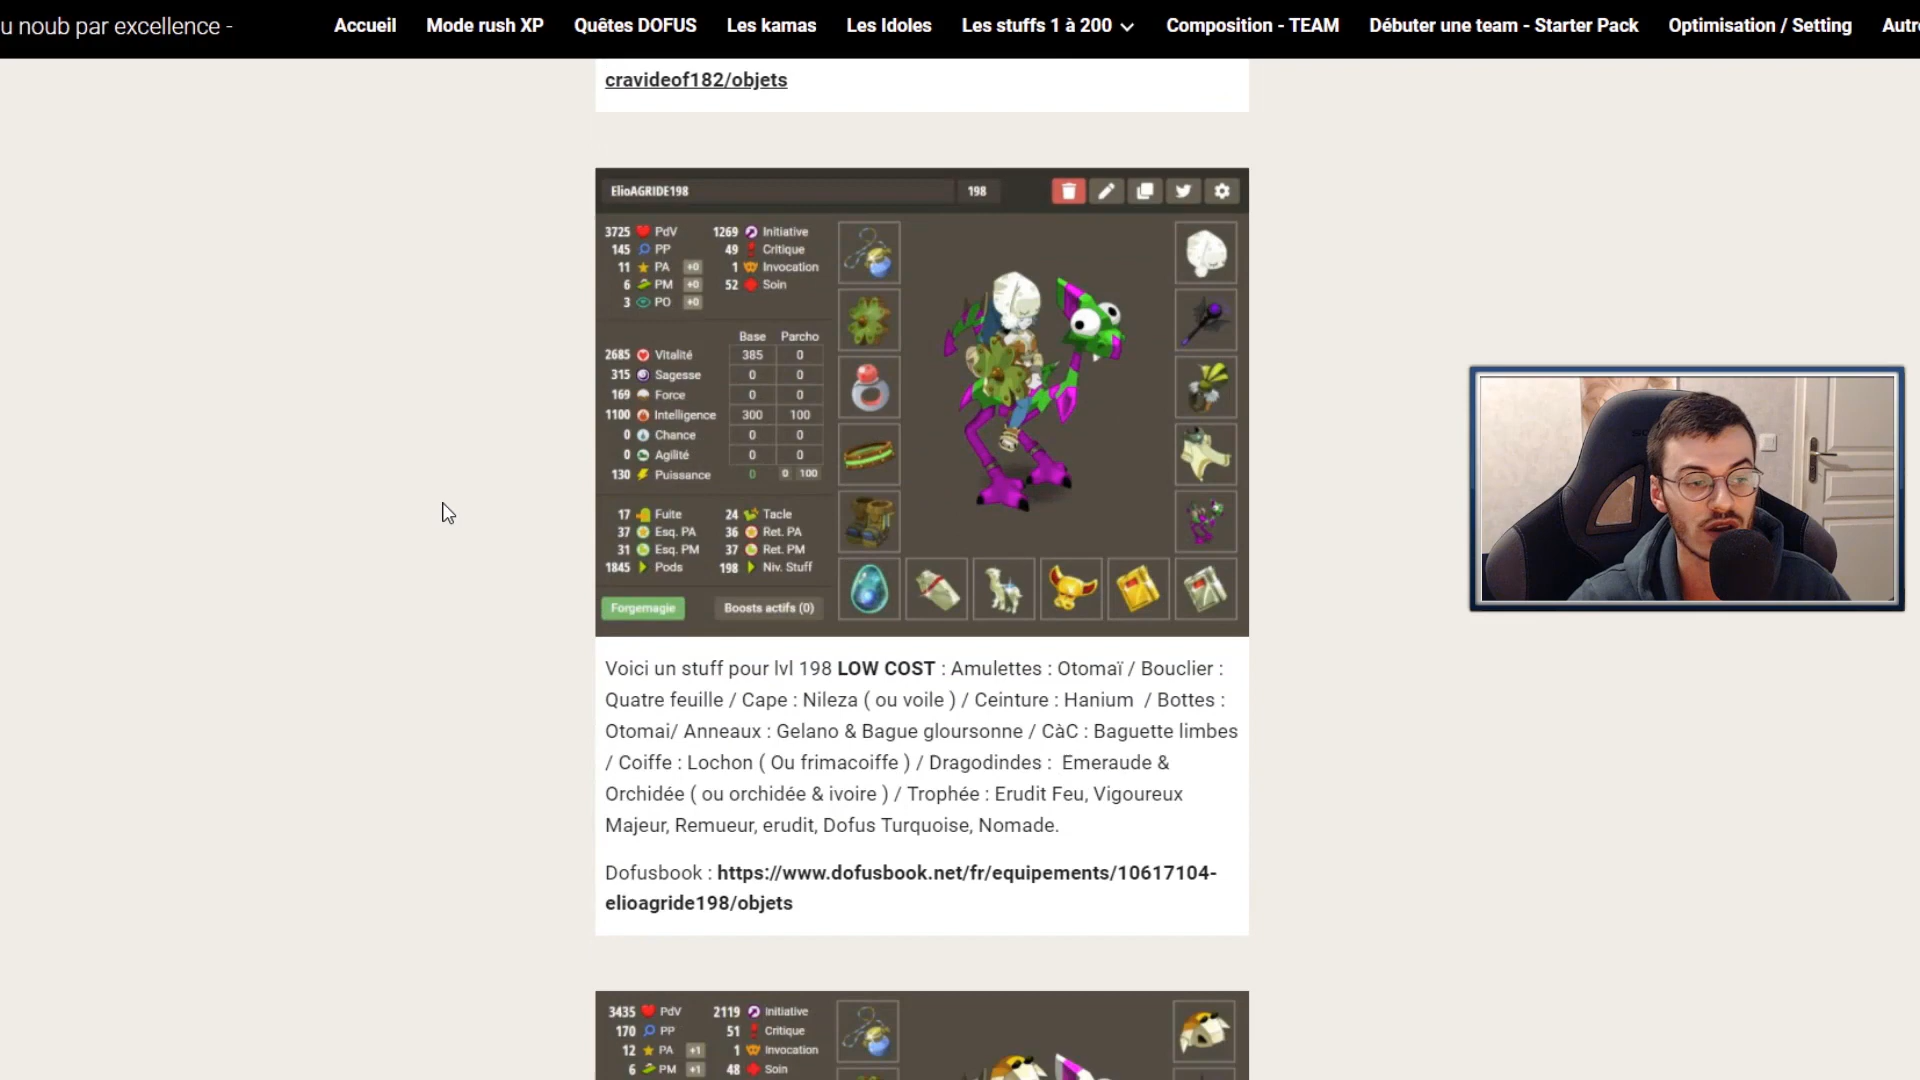 u noub par excellence -
Accueil
Mode rush XP
Quêtes DOFUS
Les kamas
Les Idoles
Les stuffs 1 à 200
Composition - TEAM
Débuter une team - Starter Pack
Optimisation / Setting
Autr
cravideof182/objets
ElioAGRIDE198
198
3725 PdV
1269 Initiative
145 PP
49 Critique
11 PA +0
1 Invocation
6 PM +0
52 Soin
3 PO +0
Base Parcho
2685 Vitalité 385 0
315 Sagesse 0 0
169 Force 0 0
1100 Intelligence 300 100
0 Chance 0 0
0 Agilité 0 0
130 Puissance 0 0 100
17 Fuite
24 Tacle
37 Esq. PA
36 Ret. PA
31 Esq. PM
37 Ret. PM
1845 Pods
198 Niv. Stuff
Forgemagie
Boosts actifs (0)
Voici un stuff pour lvl 198 LOW COST : Amulettes : Otomaï / Bouclier :
Quatre feuille / Cape : Nileza ( ou voile ) / Ceinture : Hanium / Bottes :
Otomai/ Anneaux : Gelano & Bague gloursonne / CàC : Baguette limbes
/ Coiffe : Lochon ( Ou frimacoiffe ) / Dragodindes : Emeraude &
Orchidée ( ou orchidée & ivoire ) / Trophée : Erudit Feu, Vigoureux
Majeur, Remueur, erudit, Dofus Turquoise, Nomade.
Dofusbook : https://www.dofusbook.net/fr/equipements/10617104-
elioagride198/objets
3435 PdV
2119 Initiative
170 PP
51 Critique
12 PA +1
1 Invocation
6 PM +1
48 Soin